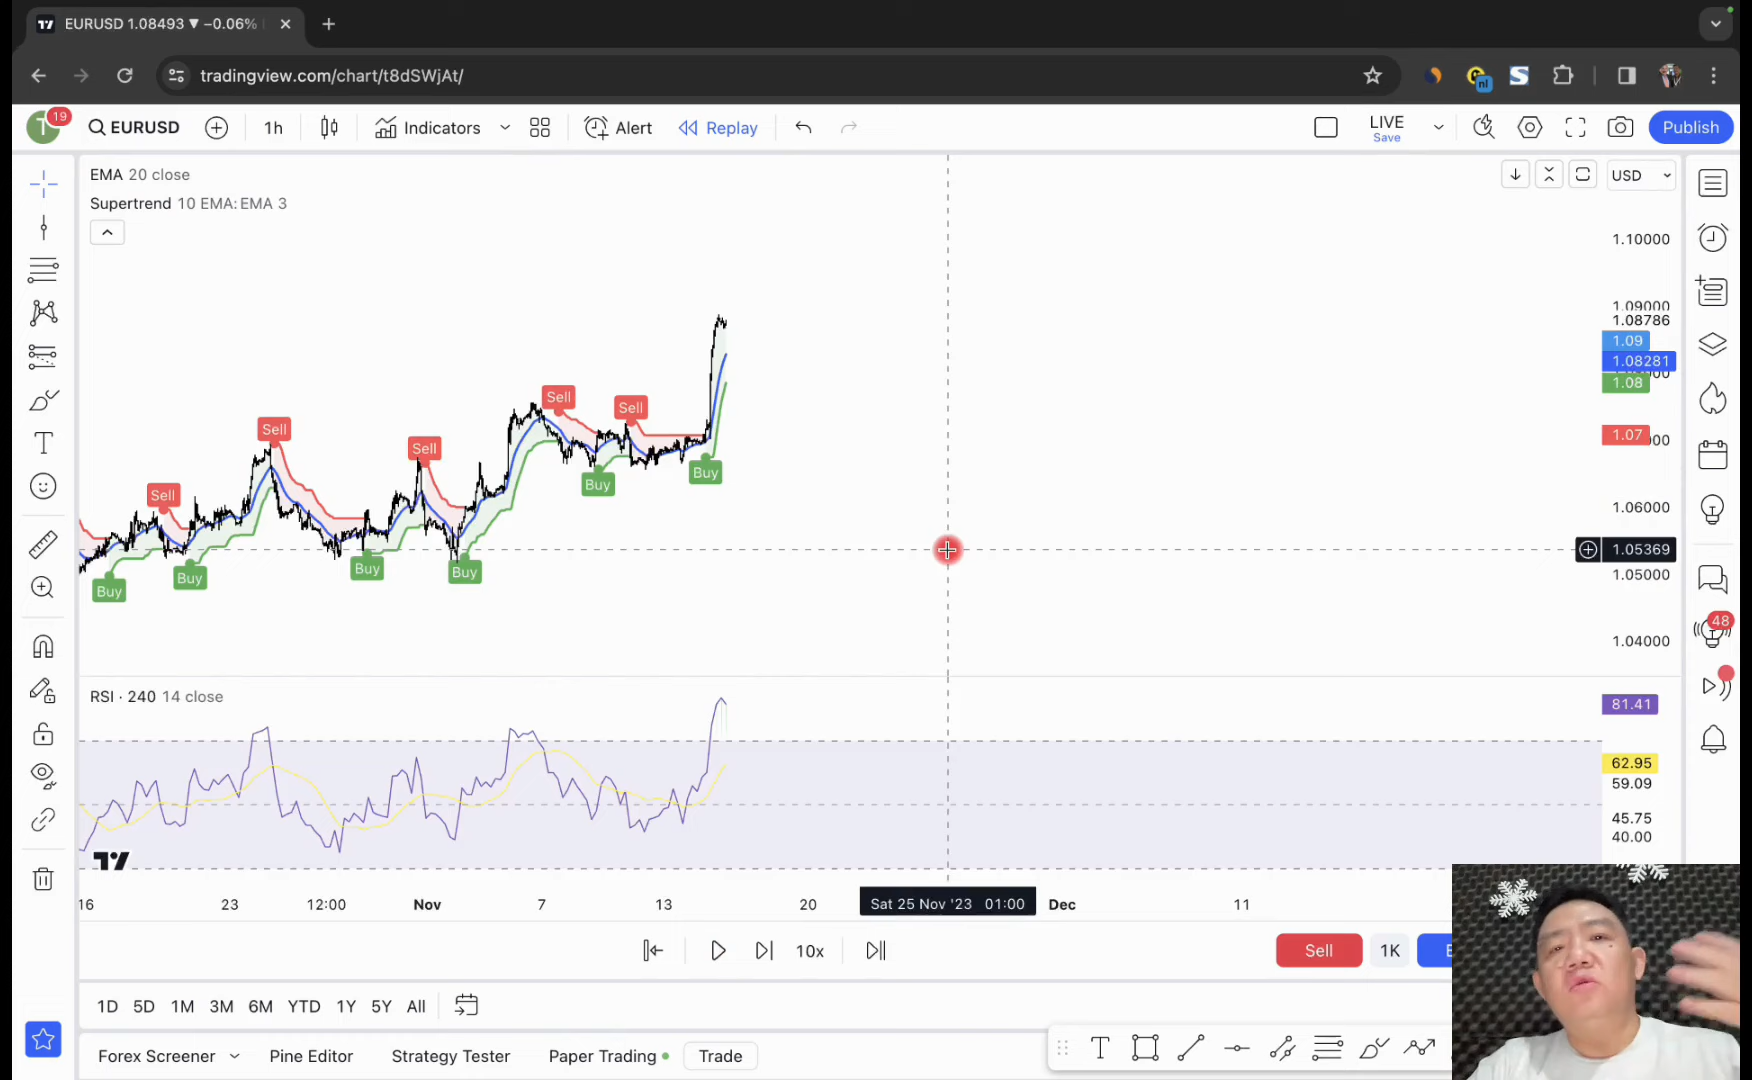 EURUSD 1.08493 ▼ −0.06%
tradingview.com/chart/t8dSWjAt/
nl
T
19
EURUSD
1h
Indicators
Alert
Replay
LIVE
Save
Publish
EMA 20 close
Supertrend 10 EMA: EMA 3
USD
1.10000
1.09000
1.08786
1.09
1.08281
1.08
1.07
1.06000
1.05369
1.05000
1.04000
Sell
Sell
Sell
Sell
Sell
Buy
Buy
Buy
Buy
Buy
Buy
48
RSI · 240 14 close
81.41
62.95
59.09
45.75
40.00
16
23
12:00
Nov
7
13
20
Sat 25 Nov '23 01:00
Dec
11
10x
Sell
1K
1D
5D
1M
3M
6M
YTD
1Y
5Y
All
Forex Screener
Pine Editor
Strategy Tester
Paper Trading
Trade
T